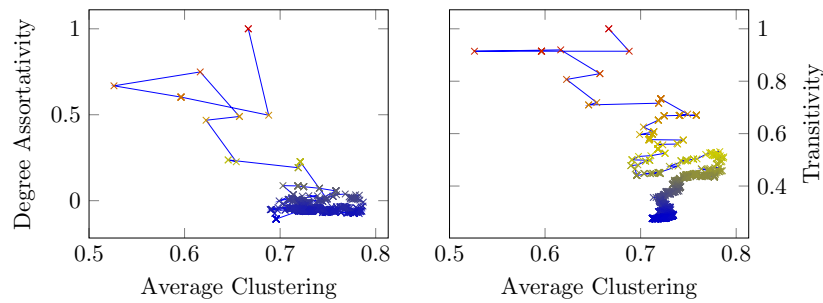 1
0.5
0
Degree Assortativity
0.5 0.6 0.7 0.8
Average Clustering
1
0.8
0.6
0.4
Transitivity
0.5 0.6 0.7 0.8
Average Clustering